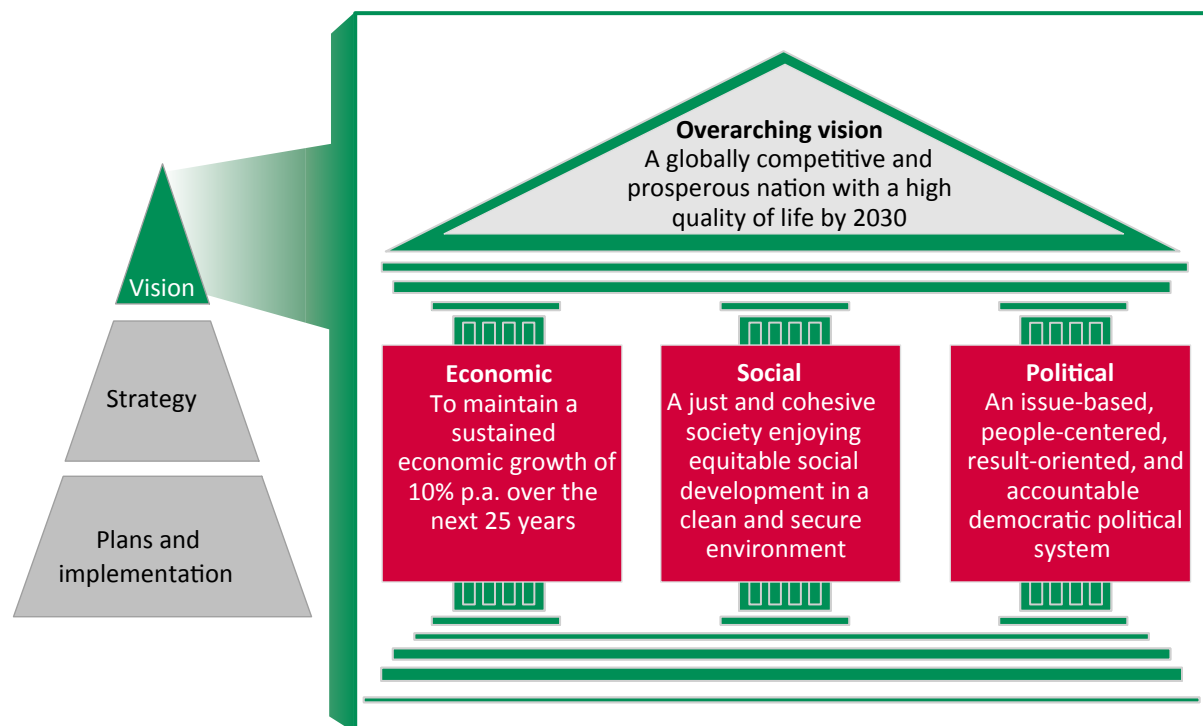 Overarching vision
A globally competitive and
prosperous nation with a high
quality of life by 2030
Vision
Strategy
Plans and
implementation
Economic
To maintain a
sustained
economic growth of
10% p.a. over the
next 25 years
Social
A just and cohesive
society enjoying
equitable social
development in a
clean and secure
environment
Political
An issue-based,
people-centered,
result-oriented, and
accountable
democratic political
system